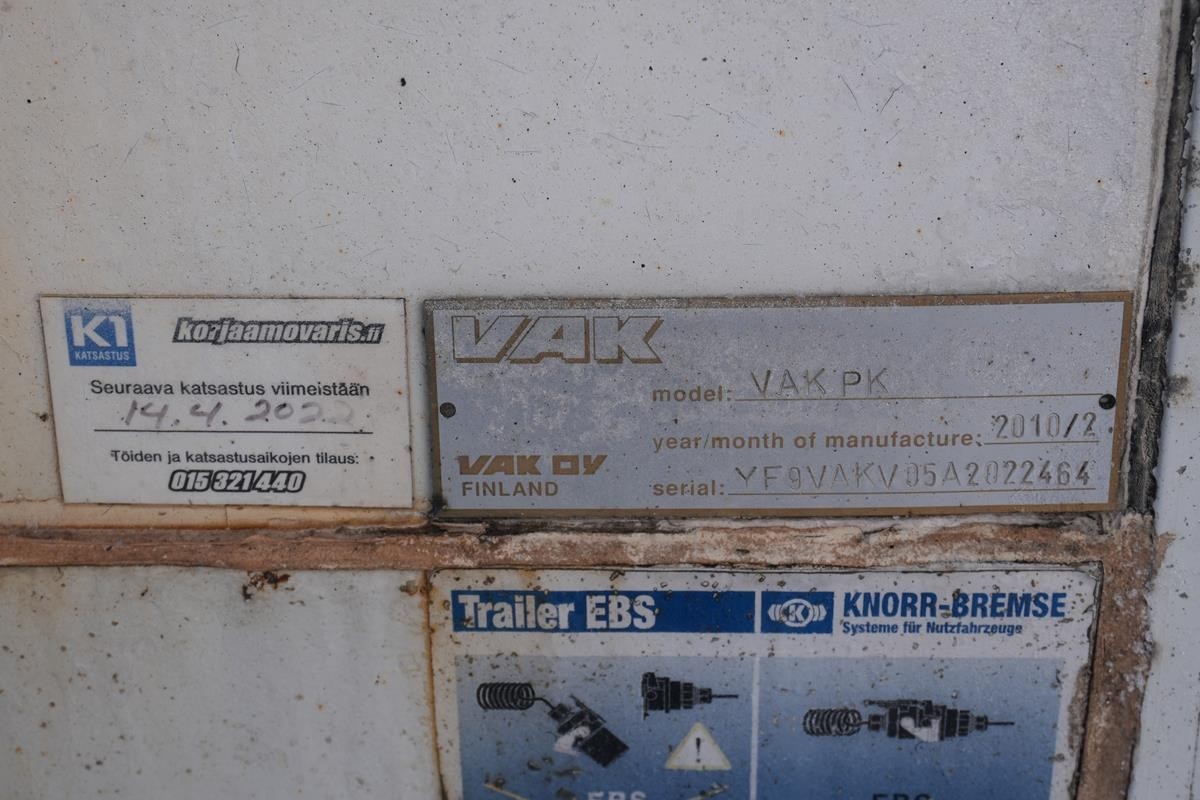 K1
KATSASTUS
korjaamovaris.fi
Seuraava katsastus viimeistään
14.4.2022
Töiden ja katsastusaikojen tilaus:
015 321 440
VAK
model: VAK PK
year/month of manufacture: 2010/2
VAK OY
FINLAND
serial: YF9VAKV05A2022464
Trailer EBS
K
KNORR-BREMSE
Systeme für Nutzfahrzeuge
!
EBS
EBS